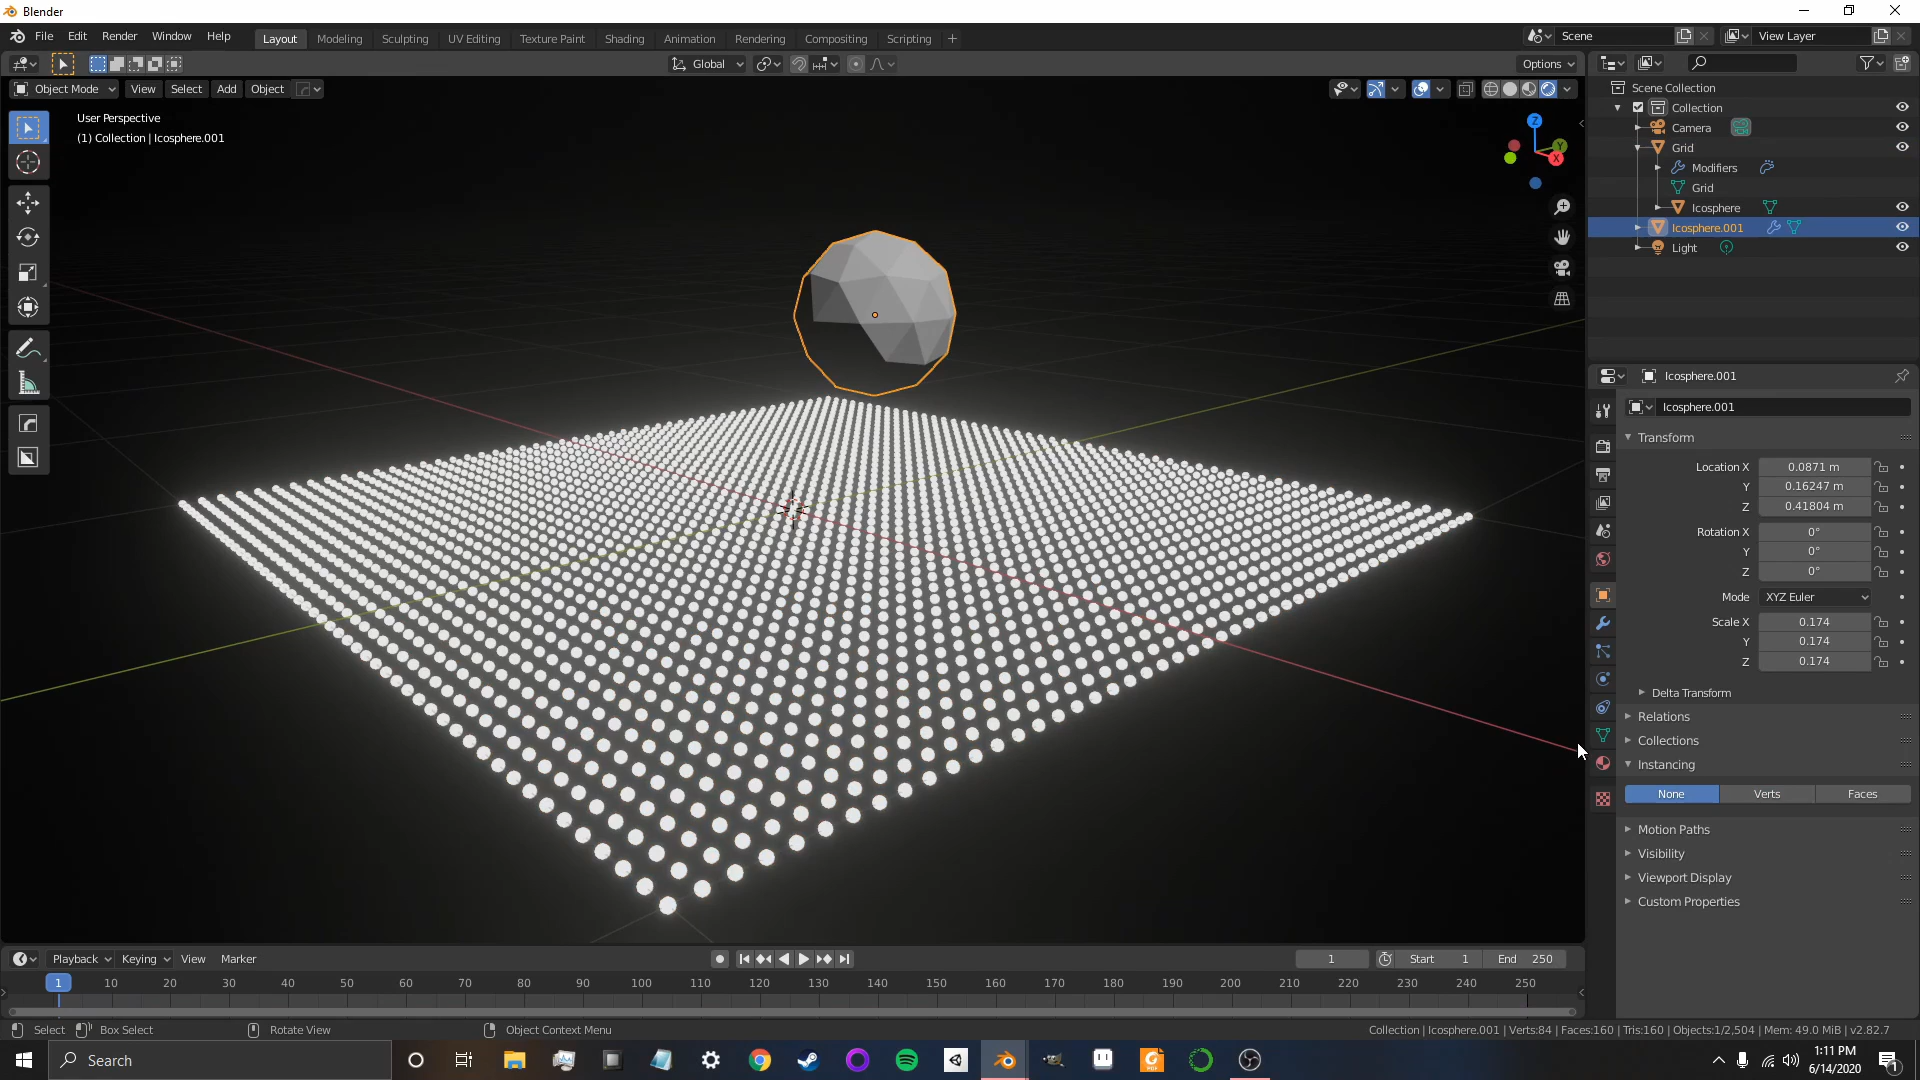 Blender
File Edit Render Window Help Layout Modeling Sculpting UV Editing Texture Paint Shading Animation Rendering Compositing Scripting + Scene View Layer
Global Options
Object Mode View Select Add Object
User Perspective
(1) Collection | Icosphere.001
Z
Y
X
Scene Collection
Collection
Camera
Grid
Modifiers
Grid
Icosphere
Icosphere.001
Light
Icosphere.001
Icosphere.001
Transform
Location X 0.0871 m
Y 0.16247 m
Z 0.41804 m
Rotation X 0°
Y 0°
Z 0°
Mode XYZ Euler
Scale X 0.174
Y 0.174
Z 0.174
Delta Transform
Relations
Collections
Instancing
None Verts Faces
Motion Paths
Visibility
Viewport Display
Custom Properties
Playback Keying View Marker 1 Start 1 End 250
1 10 20 30 40 50 60 70 80 90 100 110 120 130 140 150 160 170 180 190 200 210 220 230 240 250
Select Box Select Rotate View Object Context Menu Collection | Icosphere.001 | Verts:84 | Faces:160 | Tris:160 | Objects:1/2,504 | Mem: 49.0 MiB | v2.82.7
Search
1:11 PM
6/14/2020
1